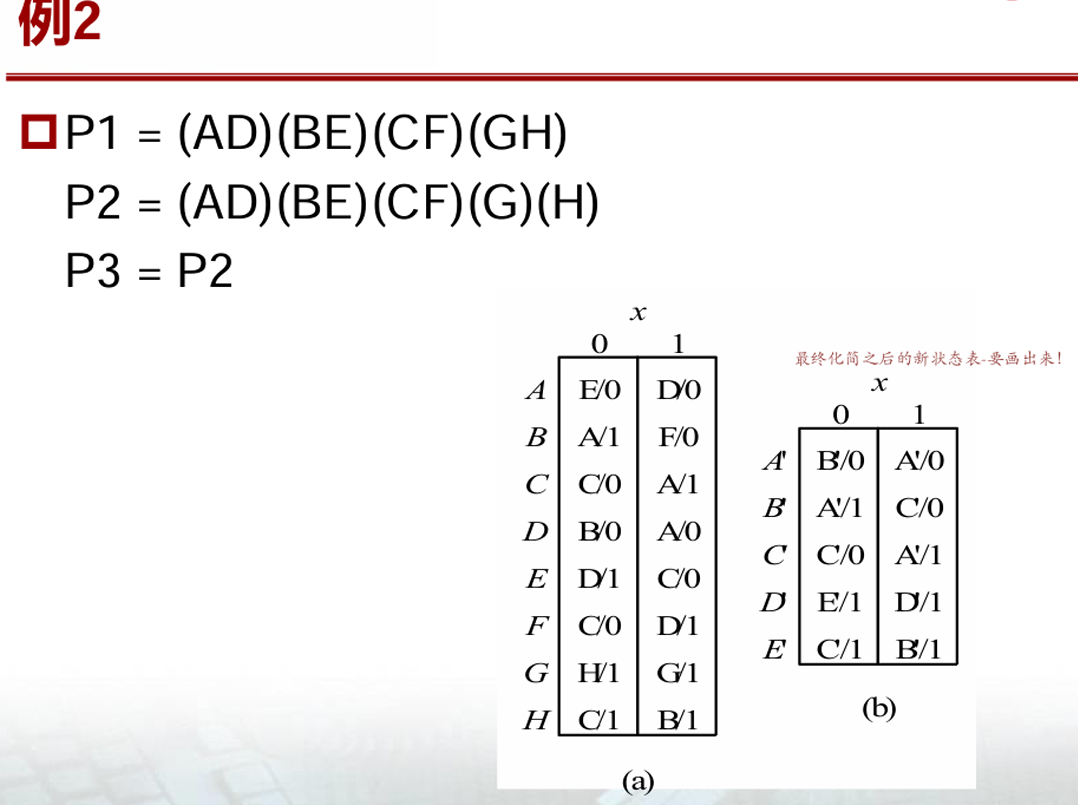 例2
P1 = (AD)(BE)(CF)(GH)
P2 = (AD)(BE)(CF)(G)(H)
P3 = P2
x
0 1
A E/0 D/0
B A/1 F/0
C C/0 A/1
D B/0 A/0
E D/1 C/0
F C/0 D/1
G H/1 G/1
H C/1 B/1
(a)
最终化简之后的新状态表-要画出来!
x
0 1
A' B'/0 A'/0
B' A'/1 C'/0
C' C'/0 A'/1
D' E'/1 D'/1
E' C'/1 B'/1
(b)